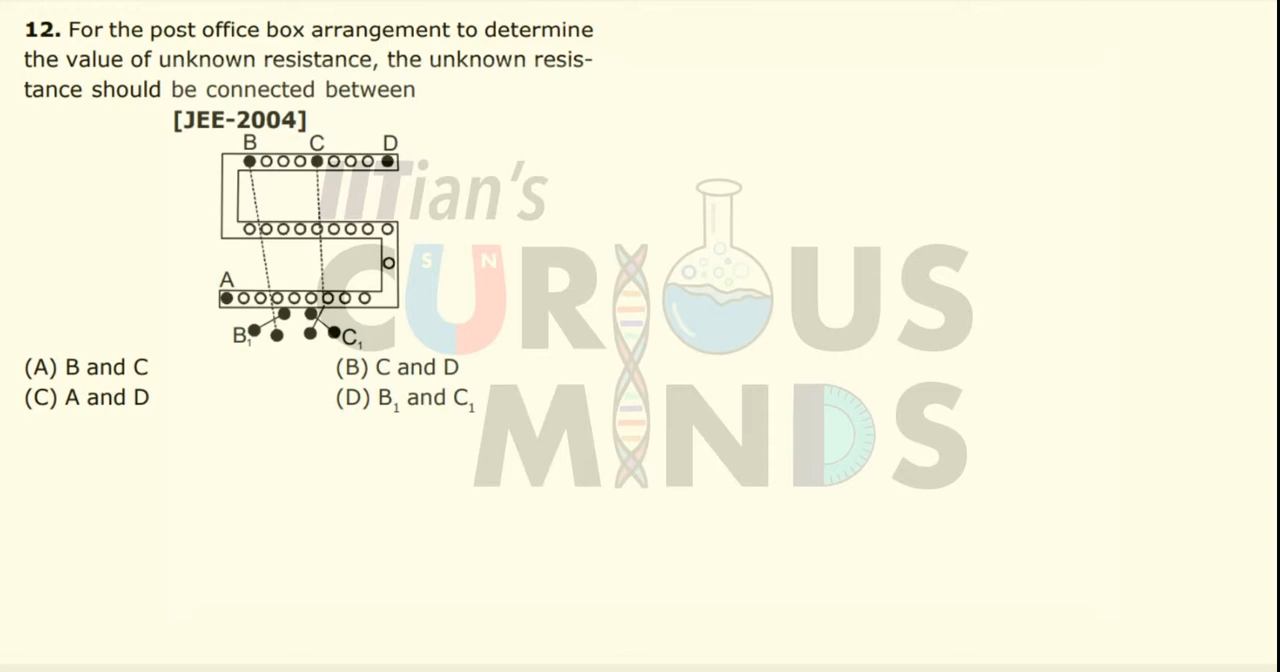 12. For the post office box arrangement to determine
the value of unknown resistance, the unknown resis-
tance should be connected between
[JEE-2004]
B C D
A
B₁ C₁
(A) B and C (B) C and D
(C) A and D (D) B₁ and C₁
IITian's
CURIOUS
S N
MINDS